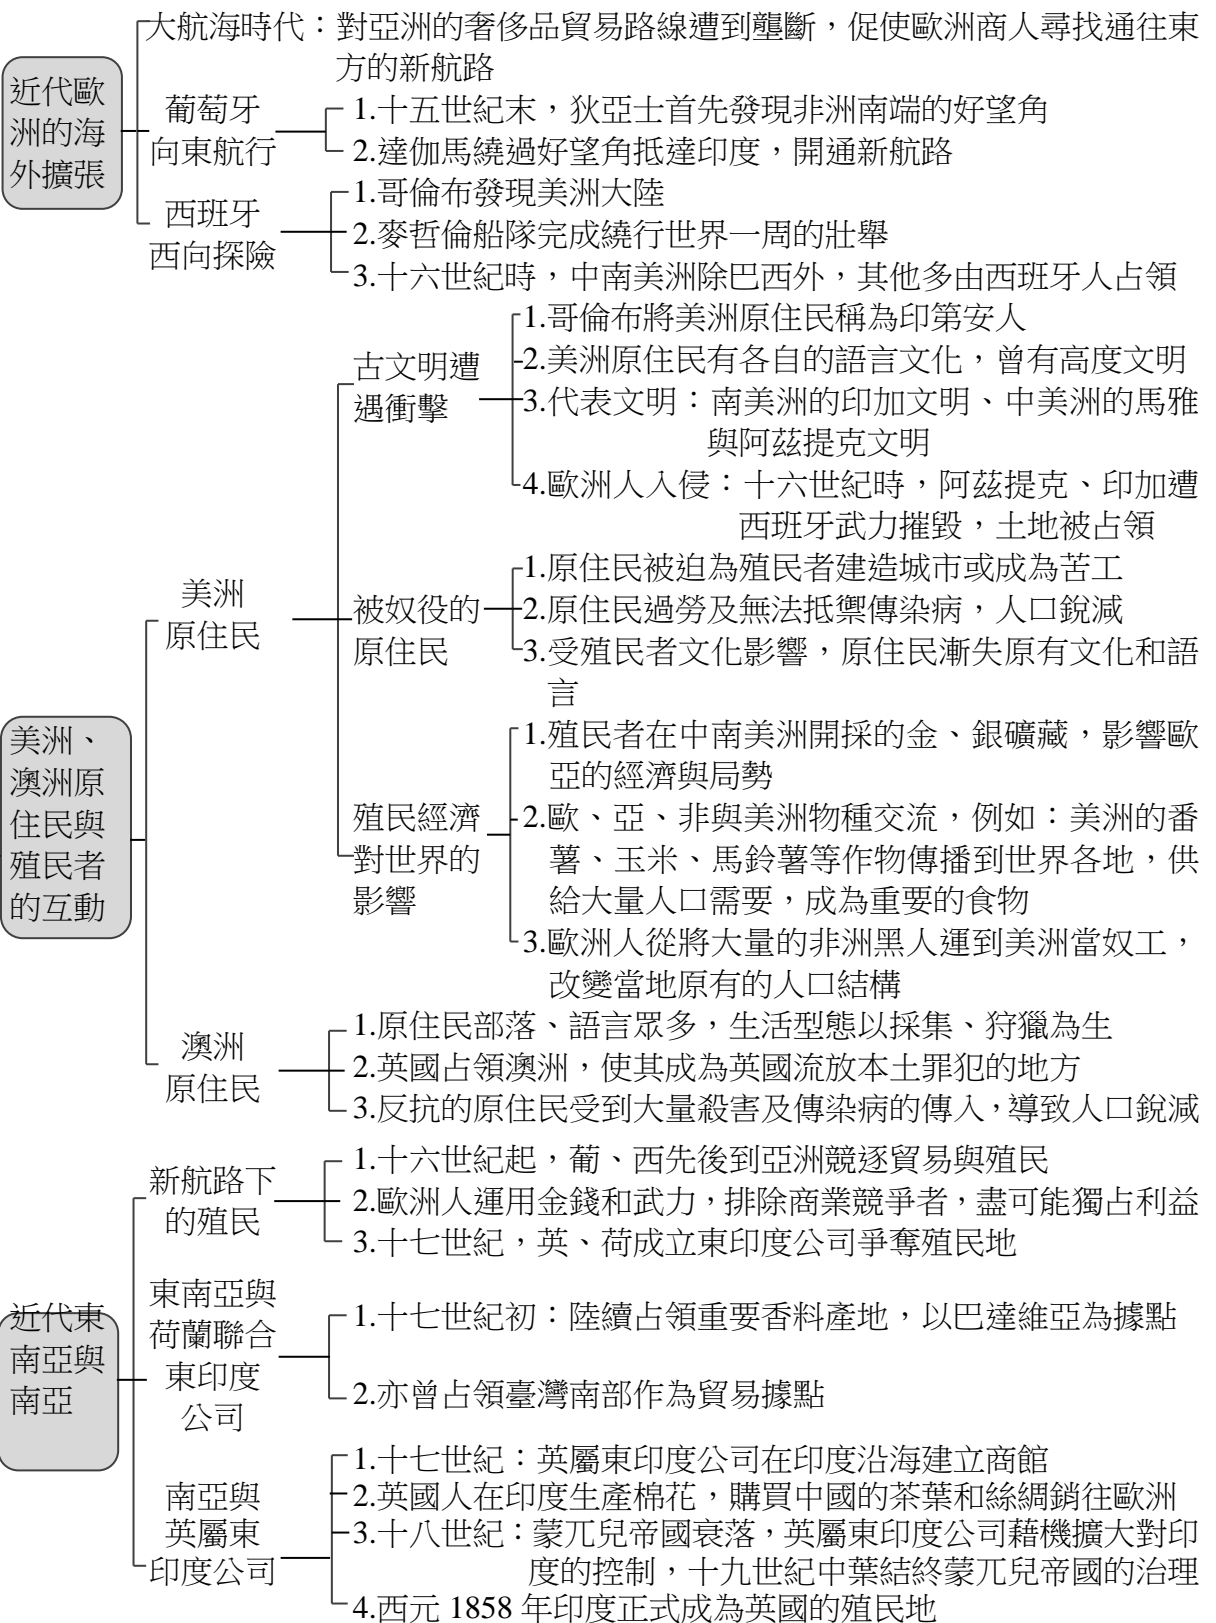 近代歐
洲的海
外擴張
大航海時代：對亞洲的奢侈品貿易路線遭到壟斷，促使歐洲商人尋找通往東
方的新航路
葡萄牙
向東航行
1.十五世紀末，狄亞士首先發現非洲南端的好望角
2.達伽馬繞過好望角抵達印度，開通新航路
西班牙
西向探險
1.哥倫布發現美洲大陸
2.麥哲倫船隊完成繞行世界一周的壯舉
3.十六世紀時，中南美洲除巴西外，其他多由西班牙人占領
美洲、
澳洲原
住民與
殖民者
的互動
美洲
原住民
古文明遭
遇衝擊
1.哥倫布將美洲原住民稱為印第安人
2.美洲原住民有各自的語言文化，曾有高度文明
3.代表文明：南美洲的印加文明、中美洲的馬雅
與阿茲提克文明
4.歐洲人入侵：十六世紀時，阿茲提克、印加遭
西班牙武力摧毀，土地被占領
被奴役的
原住民
1.原住民被迫為殖民者建造城市或成為苦工
2.原住民過勞及無法抵禦傳染病，人口銳減
3.受殖民者文化影響，原住民漸失原有文化和語
言
殖民經濟
對世界的
影響
1.殖民者在中南美洲開採的金、銀礦藏，影響歐
亞的經濟與局勢
2.歐、亞、非與美洲物種交流，例如：美洲的番
薯、玉米、馬鈴薯等作物傳播到世界各地，供
給大量人口需要，成為重要的食物
3.歐洲人從將大量的非洲黑人運到美洲當奴工，
改變當地原有的人口結構
澳洲
原住民
1.原住民部落、語言眾多，生活型態以採集、狩獵為生
2.英國占領澳洲，使其成為英國流放本土罪犯的地方
3.反抗的原住民受到大量殺害及傳染病的傳入，導致人口銳減
近代東
南亞與
南亞
新航路下
的殖民
1.十六世紀起，葡、西先後到亞洲競逐貿易與殖民
2.歐洲人運用金錢和武力，排除商業競爭者，盡可能獨占利益
3.十七世紀，英、荷成立東印度公司爭奪殖民地
東南亞與
荷蘭聯合
東印度
公司
1.十七世紀初：陸續占領重要香料產地，以巴達維亞為據點
2.亦曾占領臺灣南部作為貿易據點
南亞與
英屬東
印度公司
1.十七世紀：英屬東印度公司在印度沿海建立商館
2.英國人在印度生產棉花，購買中國的茶葉和絲綢銷往歐洲
3.十八世紀：蒙兀兒帝國衰落，英屬東印度公司藉機擴大對印
度的控制，十九世紀中葉結終蒙兀兒帝國的治理
4.西元 1858 年印度正式成為英國的殖民地